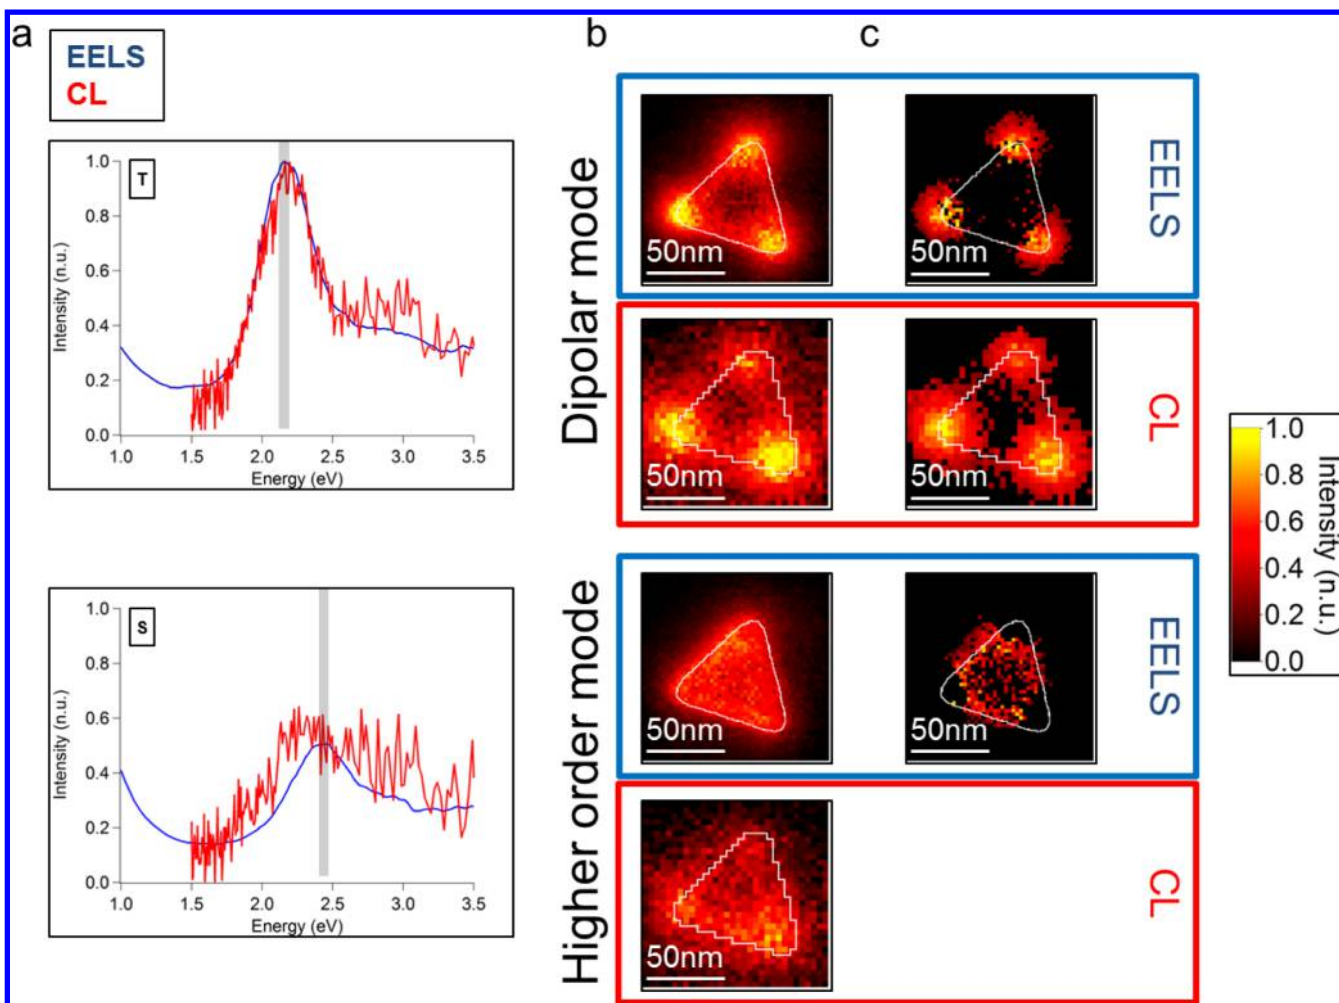 a
b
c
EELS
CL
T
1.0
0.8
0.6
0.4
0.2
0.0
Intensity (n.u.)
1.0
1.5
2.0
2.5
3.0
3.5
Energy (eV)
S
1.0
0.8
0.6
0.4
0.2
0.0
Intensity (n.u.)
1.0
1.5
2.0
2.5
3.0
3.5
Energy (eV)
Dipolar mode
50nm
50nm
EELS
50nm
50nm
CL
Higher order mode
50nm
50nm
EELS
50nm
CL
1.0
0.8
0.6
0.4
0.2
0.0
Intensity (n.u.)